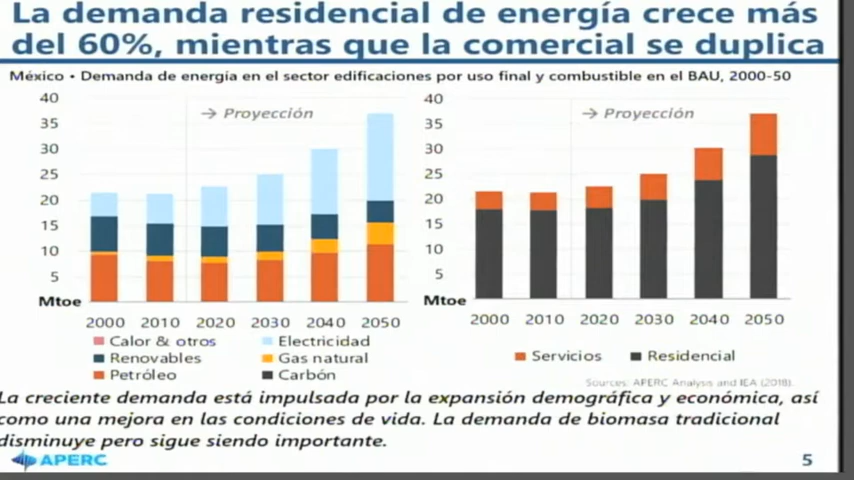 La demanda residencial de energía crece más
del 60%, mientras que la comercial se duplica
México • Demanda de energía en el sector edificaciones por uso final y combustible en el BAU, 2000-50
40
35
30
25
20
15
10
5
Mtoe
→ Proyección
2000 2010 2020 2030 2040 2050
Calor & otros Electricidad
Renovables Gas natural
Petróleo Carbón
40
35
30
25
20
15
10
5
Mtoe
→ Proyección
2000 2010 2020 2030 2040 2050
Servicios Residencial
Sources: APERC Analysis and IEA (2018).
La creciente demanda está impulsada por la expansión demográfica y económica, así
como una mejora en las condiciones de vida. La demanda de biomasa tradicional
disminuye pero sigue siendo importante.
APERC
5